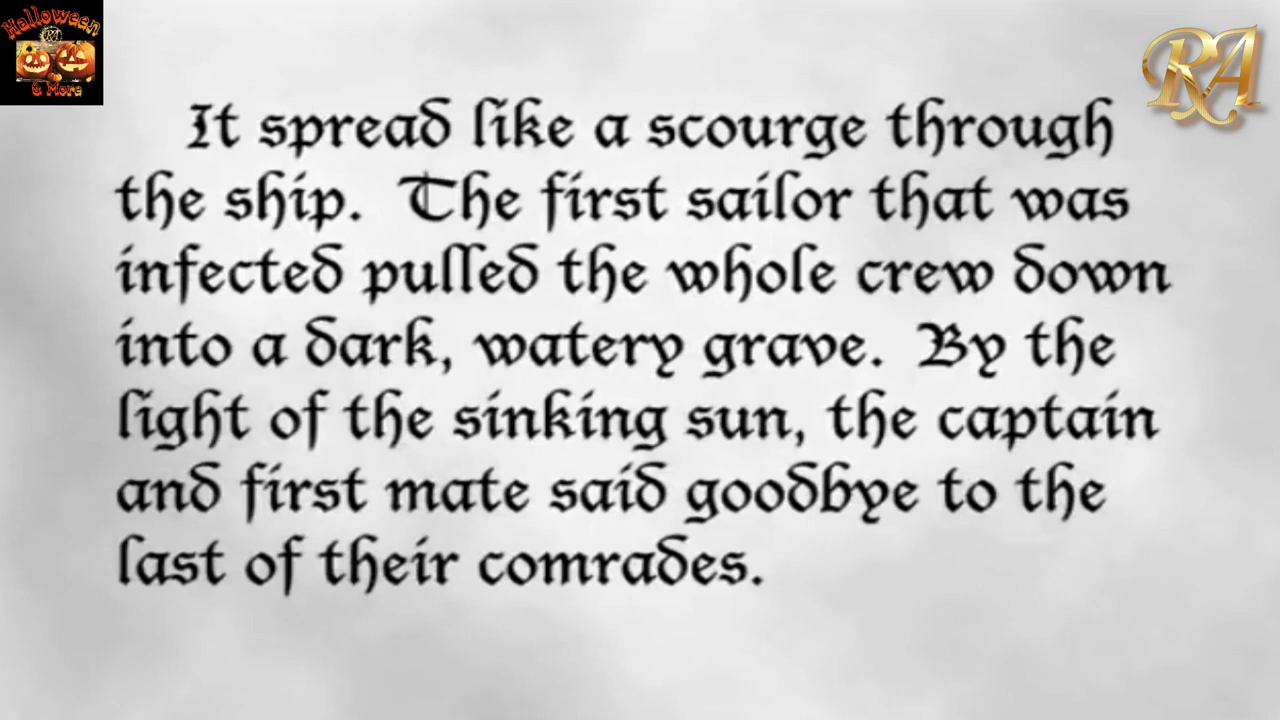 Halloween
RA
& More
RA
It spread like a scourge through
the ship.  The first sailor that was
infected pulled the whole crew down
into a dark, watery grave.  By the
light of the sinking sun, the captain
and first mate said goodbye to the
last of their comrades.